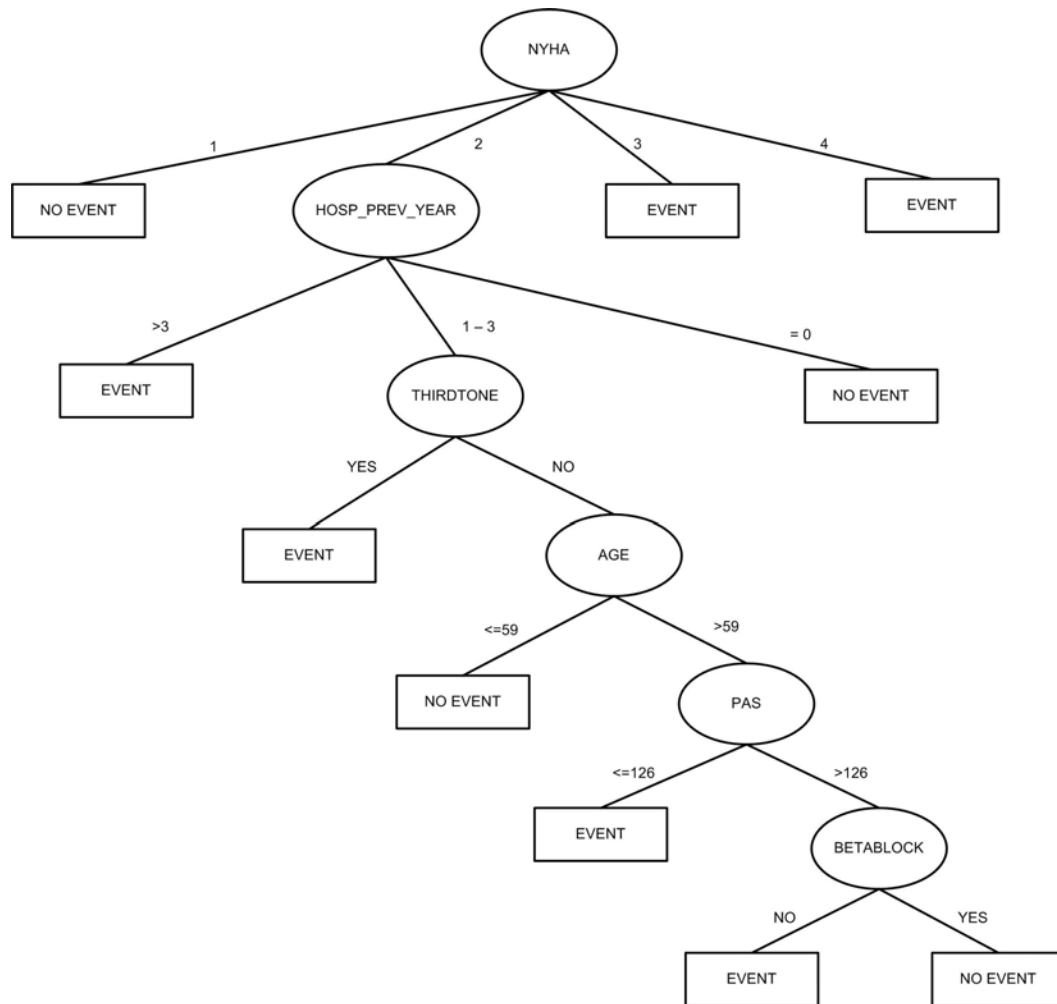 NYHA
1
2
3
4
NO EVENT
HOSP_PREV_YEAR
EVENT
EVENT
>3
1 – 3
= 0
EVENT
THIRDTONE
NO EVENT
YES
NO
EVENT
AGE
<=59
>59
NO EVENT
PAS
<=126
>126
EVENT
BETABLOCK
NO
YES
EVENT
NO EVENT